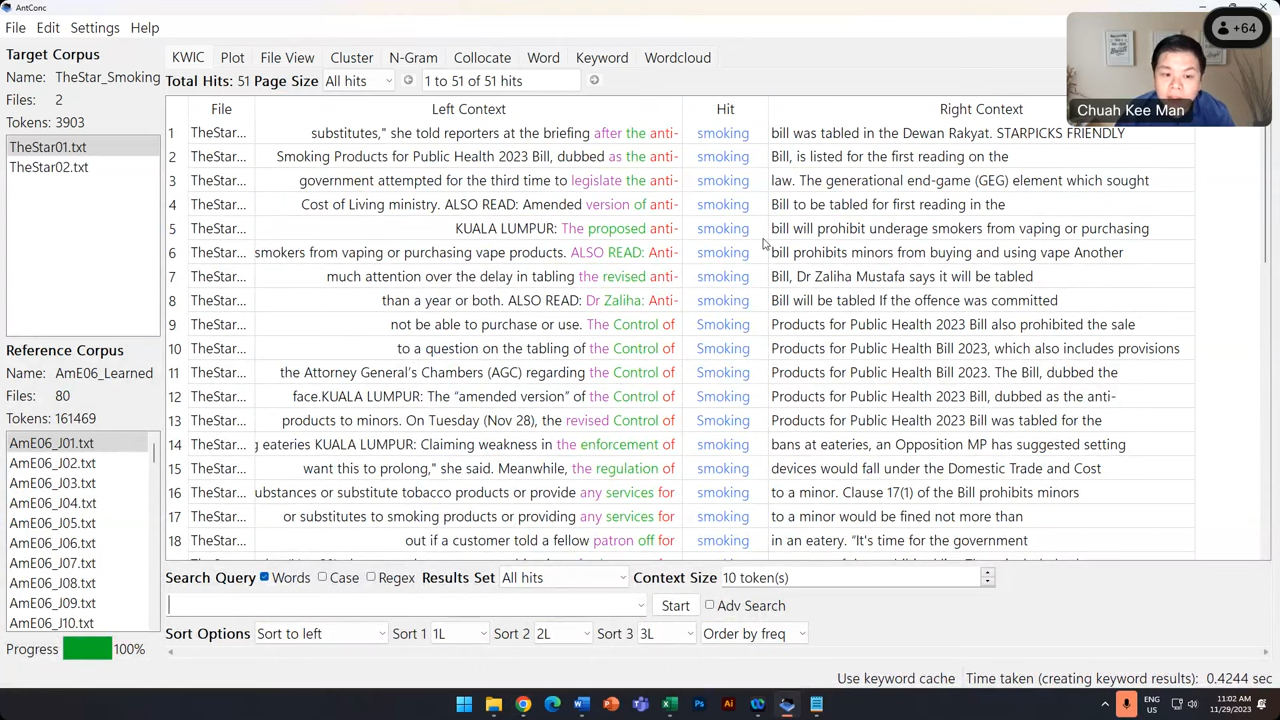 AntConc
+64
File Edit Settings Help
Target Corpus
Name: TheStar_Smoking
Files: 2
Tokens: 3903
TheStar01.txt
TheStar02.txt
Reference Corpus
Name: AmE06_Learned
Files: 80
Tokens: 161469
AmE06_J01.txt
AmE06_J02.txt
AmE06_J03.txt
AmE06_J04.txt
AmE06_J05.txt
AmE06_J06.txt
AmE06_J07.txt
AmE06_J08.txt
AmE06_J09.txt
AmE06_J10.txt
Progress 100%
KWIC Plot File View Cluster N-Gram Collocate Word Keyword Wordcloud
Total Hits: 51 Page Size All hits 1 to 51 of 51 hits
Chuah Kee Man
File Left Context Hit Right Context
1 TheStar... substitutes," she told reporters at the briefing after the anti- smoking bill was tabled in the Dewan Rakyat. STARPICKS FRIENDLY
2 TheStar... Smoking Products for Public Health 2023 Bill, dubbed as the anti- smoking Bill, is listed for the first reading on the
3 TheStar... government attempted for the third time to legislate the anti- smoking law. The generational end-game (GEG) element which sought
4 TheStar... Cost of Living ministry. ALSO READ: Amended version of anti- smoking Bill to be tabled for first reading in the
5 TheStar... KUALA LUMPUR: The proposed anti- smoking bill will prohibit underage smokers from vaping or purchasing
6 TheStar... smokers from vaping or purchasing vape products. ALSO READ: Anti- smoking bill prohibits minors from buying and using vape Another
7 TheStar... much attention over the delay in tabling the revised anti- smoking Bill, Dr Zaliha Mustafa says it will be tabled
8 TheStar... than a year or both. ALSO READ: Dr Zaliha: Anti- smoking Bill will be tabled If the offence was committed
9 TheStar... not be able to purchase or use. The Control of Smoking Products for Public Health 2023 Bill also prohibited the sale
10 TheStar... to a question on the tabling of the Control of Smoking Products for Public Health Bill 2023, which also includes provisions
11 TheStar... the Attorney General's Chambers (AGC) regarding the Control of Smoking Products for Public Health Bill 2023. The Bill, dubbed the
12 TheStar... face.KUALA LUMPUR: The “amended version” of the Control of Smoking Products for Public Health 2023 Bill, dubbed as the anti-
13 TheStar... products to minors. On Tuesday (Nov 28), the revised Control of Smoking Products for Public Health 2023 Bill was tabled for the
14 TheStar... g eateries KUALA LUMPUR: Claiming weakness in the enforcement of smoking bans at eateries, an Opposition MP has suggested setting
15 TheStar... want this to prolong," she said. Meanwhile, the regulation of smoking devices would fall under the Domestic Trade and Cost
16 TheStar... ubstances or substitute tobacco products or provide any services for smoking to a minor. Clause 17(1) of the Bill prohibits minors
17 TheStar... or substitutes to smoking products or providing any services for smoking to a minor would be fined not more than
18 TheStar... out if a customer told a fellow patron off for smoking in an eatery. “It's time for the government
Search Query Words Case Regex Results Set All hits Context Size 10 token(s)
Start Adv Search
Sort Options Sort to left Sort 1 1L Sort 2 2L Sort 3 3L Order by freq
Use keyword cache Time taken (creating keyword results): 0.4244 sec
ENG
US
11:02 AM
11/29/2023